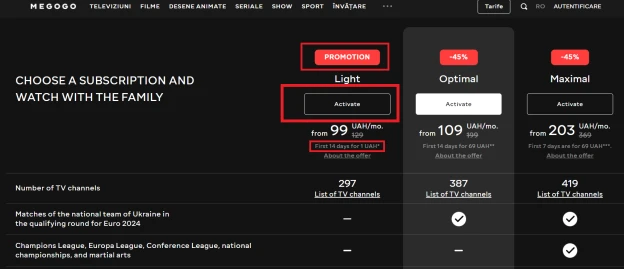 MEGOGO TELEVIZIUNI FILME DESENE ANIMATE SERIALE SHOW SPORT ÎNVĂȚARE ... Tarife RO AUTENTIFICARE
CHOOSE A SUBSCRIPTION AND
WATCH WITH THE FAMILY
PROMOTION
Light
Activate
from 99 UAH/mo.
129
First 14 days for 1 UAH*
About the offer
-45%
Optimal
Activate
from 109 UAH/mo.
199
First 14 days for 69 UAH**
About the offer
-45%
Maximal
Activate
from 203 UAH/mo.
369
First 7 days are for 69 UAH***.
About the offer
Number of TV channels
297
List of TV channels
387
List of TV channels
419
List of TV channels
Matches of the national team of Ukraine in
the qualifying round for Euro 2024
Champions League, Europa League, Conference League, national
championships, and martial arts